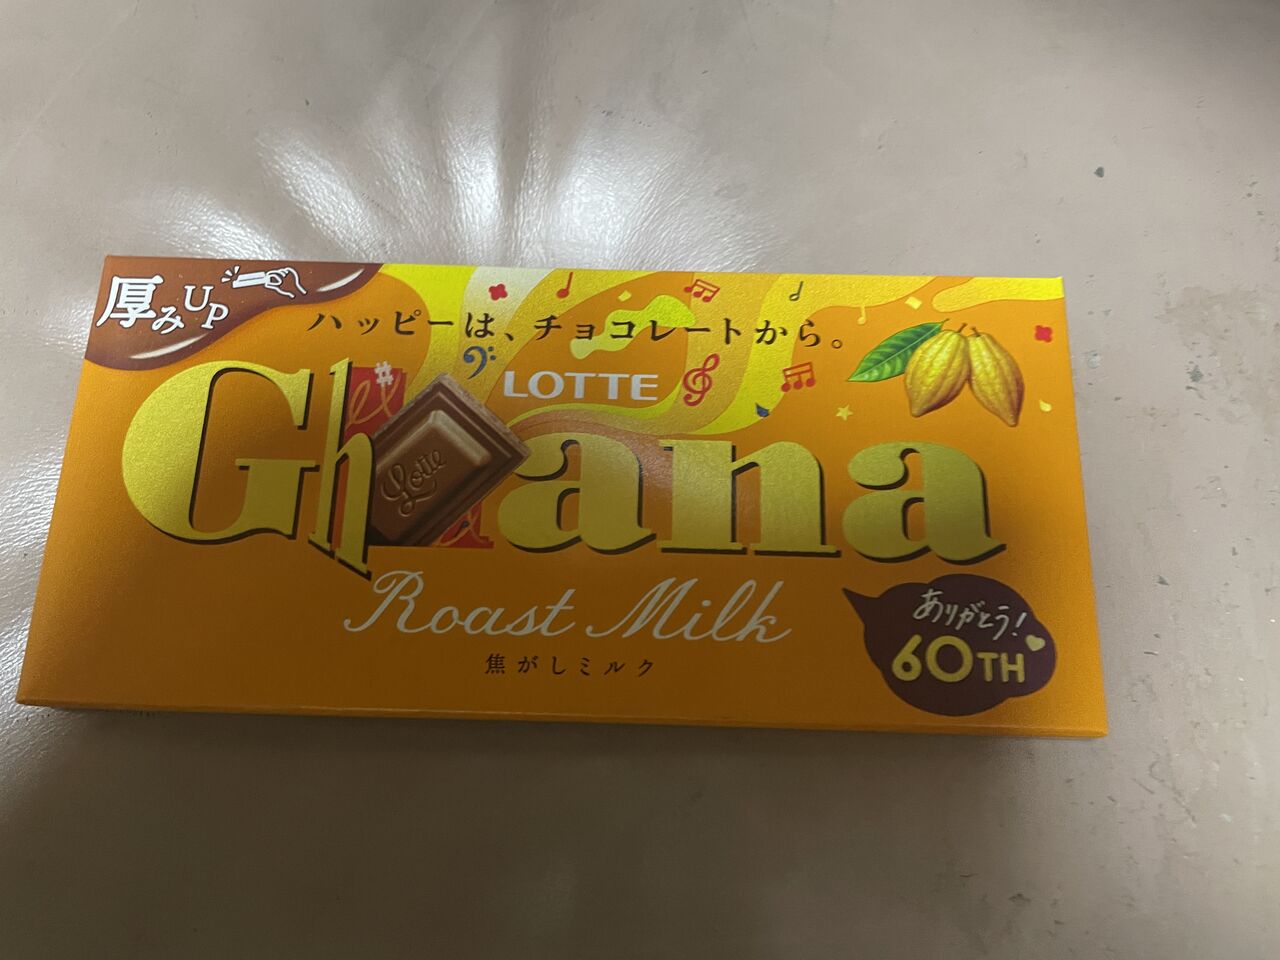 厚みUP
ハッピーは、チョコレートから。
LOTTE
Ghana
Lotte
Roast Milk
焦がしミルク
ありがとう!
60TH